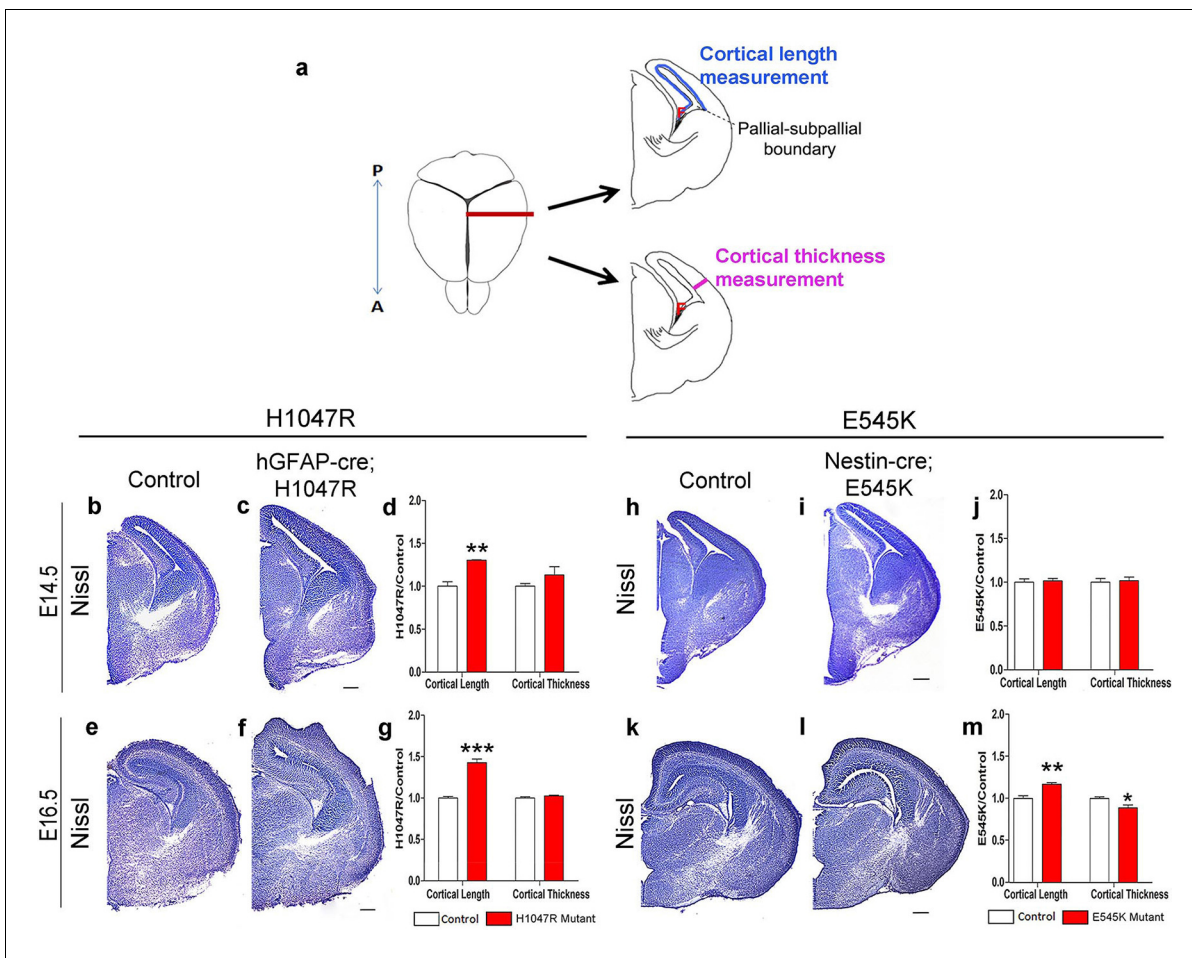 a
Cortical length
measurement
Pallial-subpallial
boundary
P
A
Cortical thickness
measurement
H1047R
E545K
Control
hGFAP-cre;
H1047R
Control
Nestin-cre;
E545K
E14.5
Nissl
b
c
d
H1047R/Control
2.0
1.5
1.0
0.5
0.0
**
Cortical Length
Cortical Thickness
Nissl
h
i
j
E545K/Control
2.0
1.5
1.0
0.5
0.0
Cortical Length
Cortical Thickness
E16.5
Nissl
e
f
g
H1047R/Control
2.0
1.5
1.0
0.5
0.0
***
Cortical Length
Cortical Thickness
Control
H1047R Mutant
Nissl
k
l
m
E545K/Control
2.0
1.5
1.0
0.5
0.0
**
*
Cortical Length
Cortical Thickness
Control
E545K Mutant